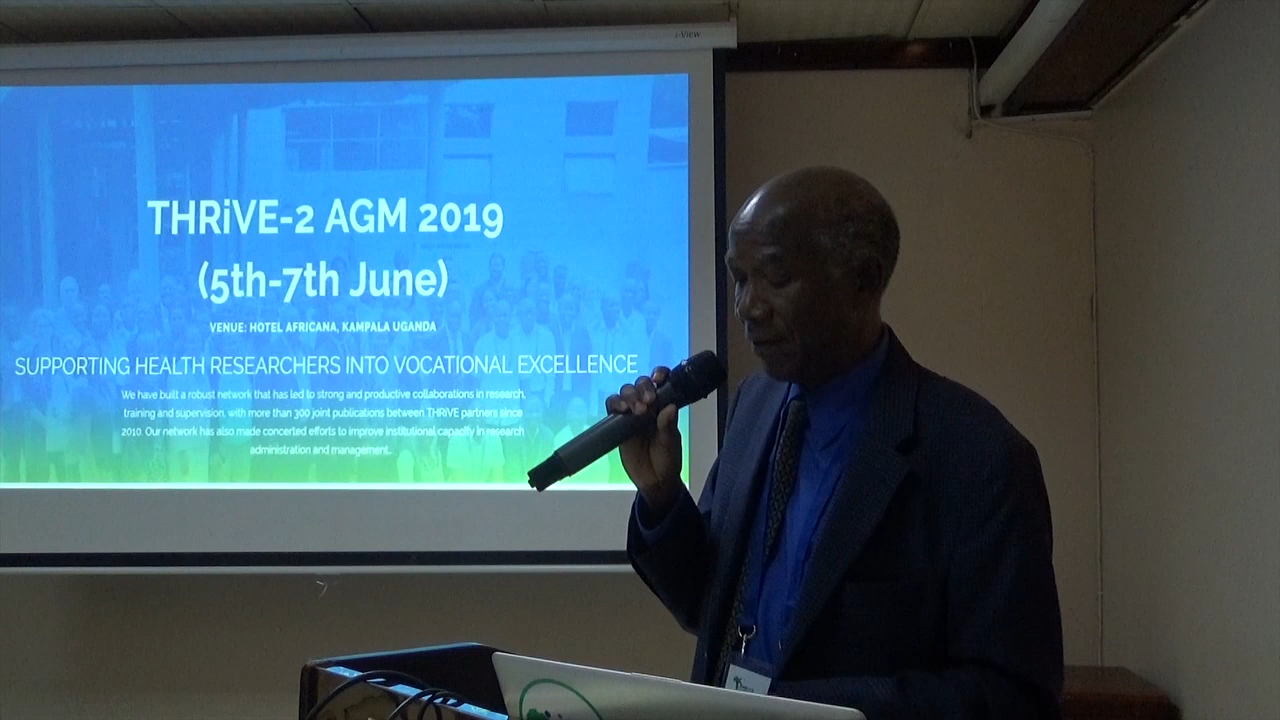 i-View
THRiVE-2 AGM 2019
(5th-7th June)
VENUE: HOTEL AFRICANA, KAMPALA UGANDA
SUPPORTING HEALTH RESEARCHERS INTO VOCATIONAL EXCELLENCE
We have built a robust network that has led to strong and productive collaborations in research,
training and supervision, with more than 300 joint publications between THRiVE partners since
2010. Our network has also made concerted efforts to improve institutional capacity in research
administration and management..